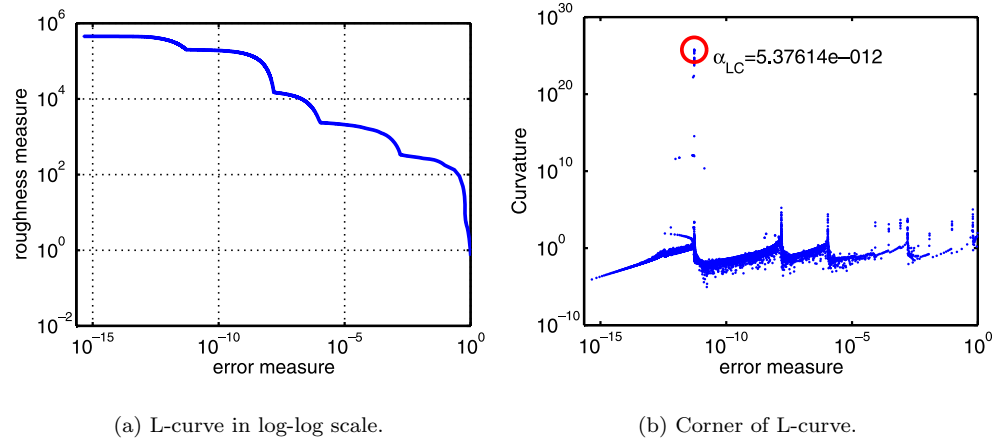 10^6
10^4
10^2
10^0
10^−2
10^−15
10^−10
10^−5
10^0
roughness measure
error measure
(a) L-curve in log-log scale.
10^30
10^20
10^10
10^0
10^−10
10^−15
10^−10
10^−5
10^0
Curvature
α_LC=5.37614e−012
error measure
(b) Corner of L-curve.